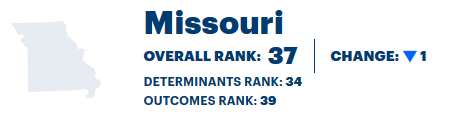 Missouri
OVERALL RANK: 37 CHANGE: ▼1
DETERMINANTS RANK: 34
OUTCOMES RANK: 39